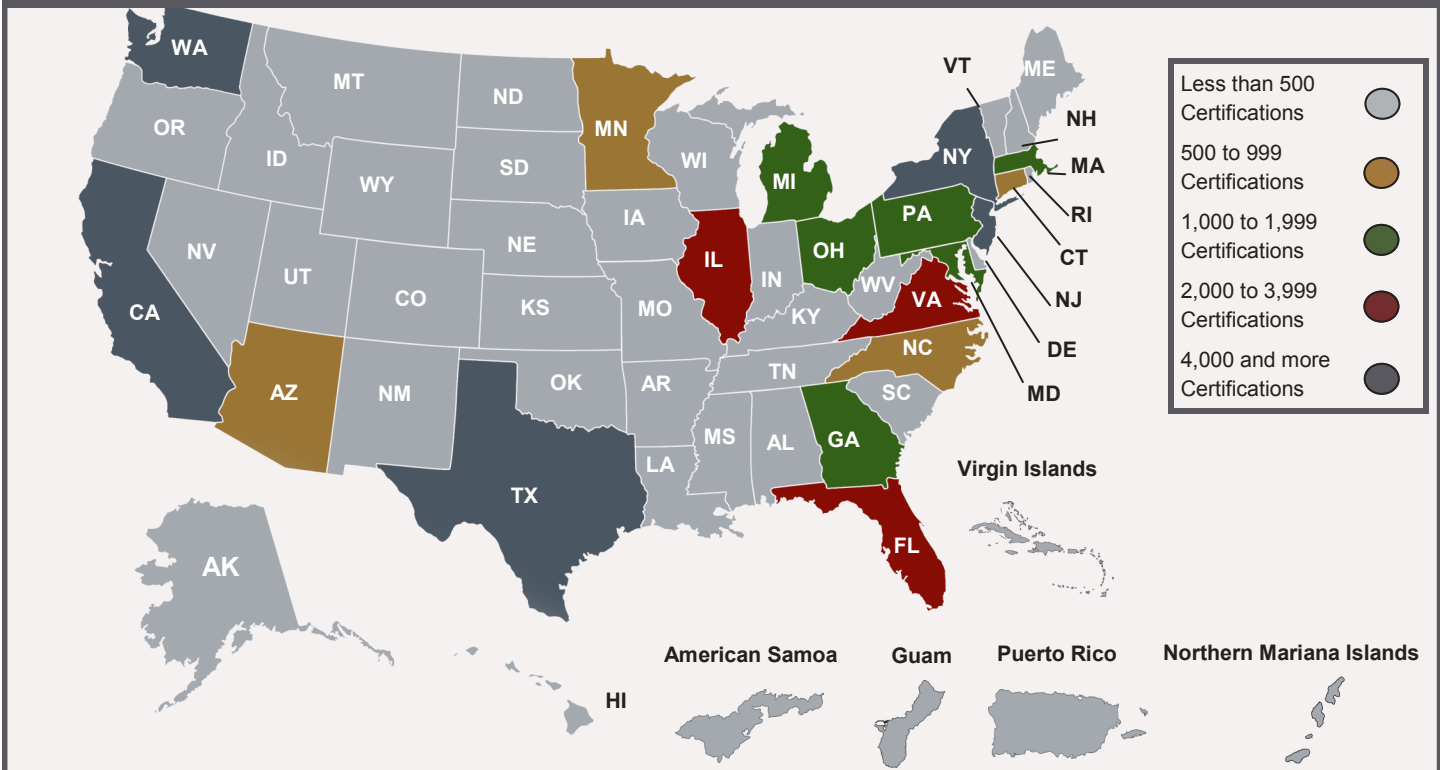 WA
MT
ND
MN
OR
ID
WY
SD
WI
MI
VT
ME
NH
NY
MA
RI
CT
NJ
DE
MD
PA
OH
IA
NE
NV
UT
CO
CA
KS
MO
IL
IN
WV
VA
KY
NC
TN
SC
AZ
NM
OK
AR
MS
AL
GA
LA
TX
FL
AK
HI
Less than 500
Certifications
500 to 999
Certifications
1,000 to 1,999
Certifications
2,000 to 3,999
Certifications
4,000 and more
Certifications
Virgin Islands
American Samoa
Guam
Puerto Rico
Northern Mariana Islands